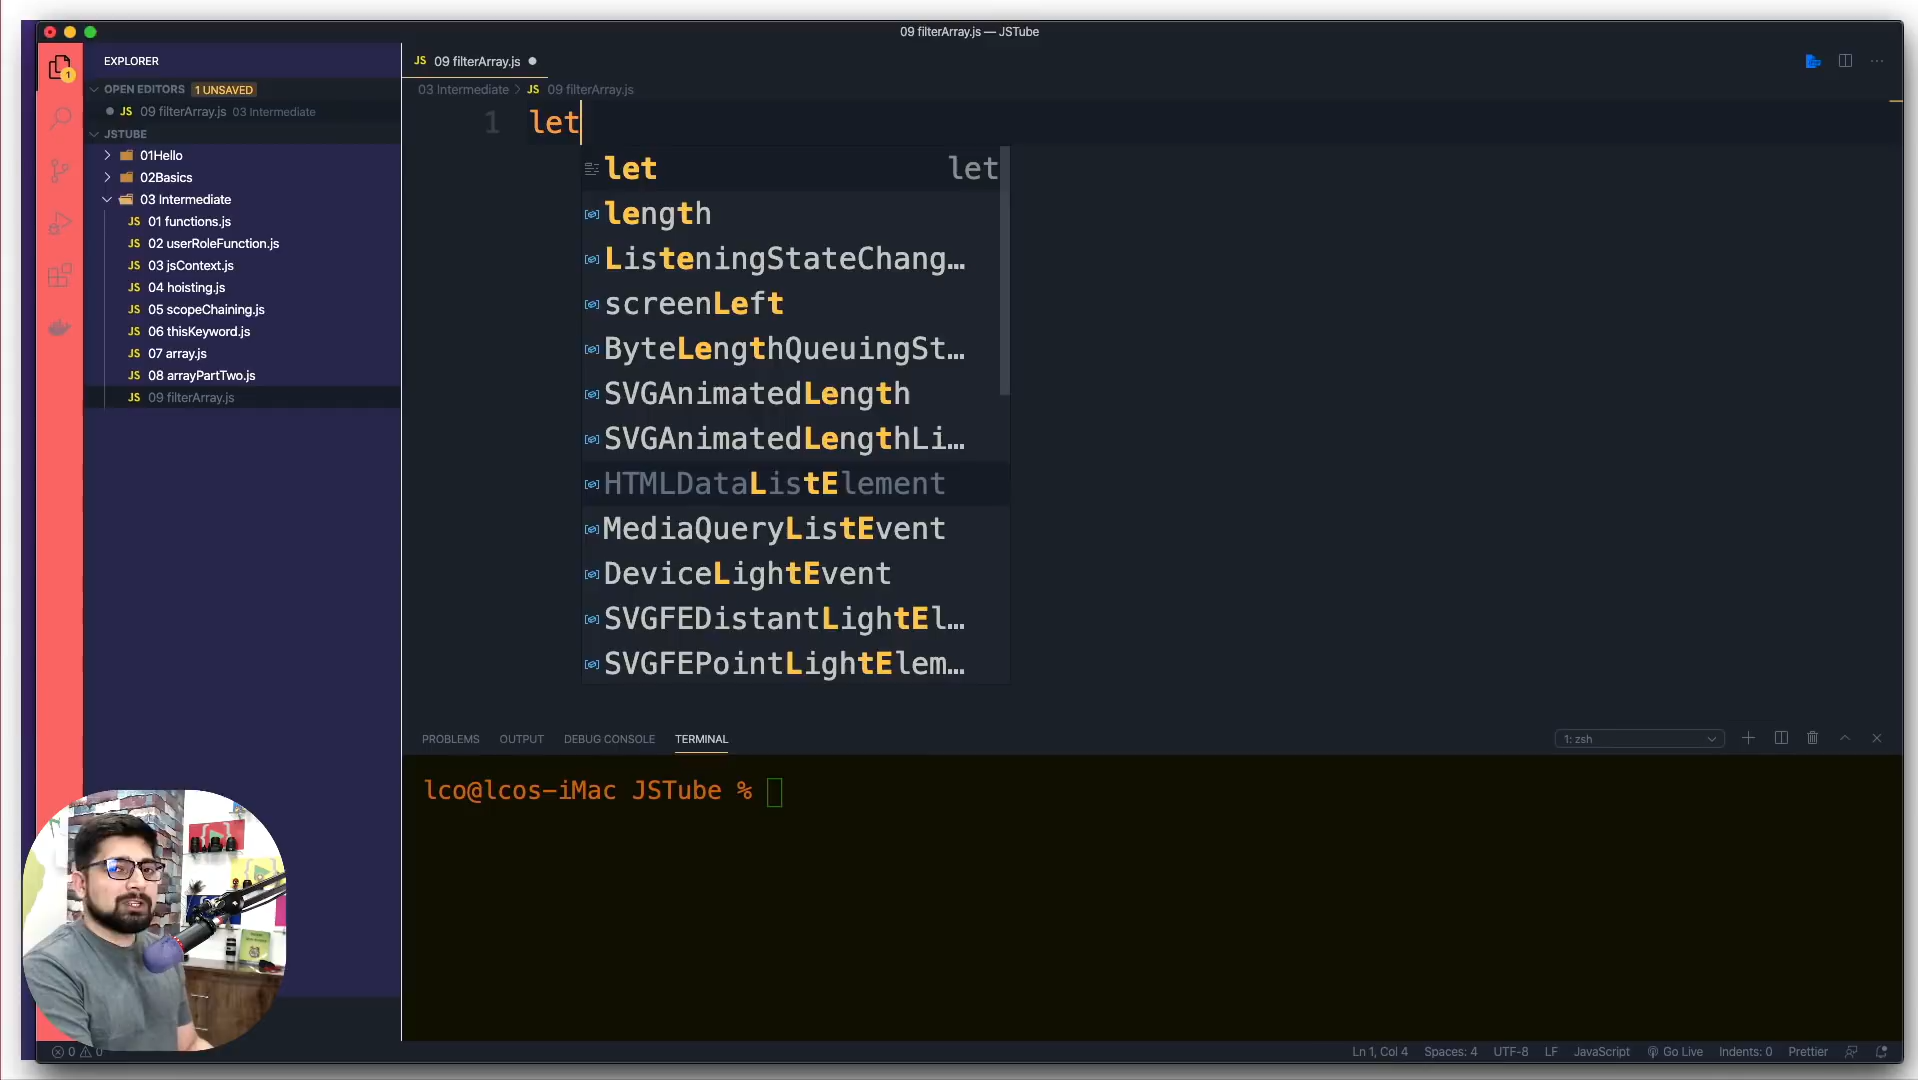 09 filterArray.js — JSTube
EXPLORER
OPEN EDITORS 1 UNSAVED
JS 09 filterArray.js 03 Intermediate
JSTUBE
01Hello
02Basics
03 Intermediate
JS 01 functions.js
JS 02 userRoleFunction.js
JS 03 jsContext.js
JS 04 hoisting.js
JS 05 scopeChaining.js
JS 06 thisKeyword.js
JS 07 array.js
JS 08 arrayPartTwo.js
JS 09 filterArray.js
1
JS 09 filterArray.js
03 Intermediate > JS 09 filterArray.js
1 let
let let
length
ListeningStateChang…
screenLeft
ByteLengthQueuingSt…
SVGAnimatedLength
SVGAnimatedLengthLi…
HTMLDataListElement
MediaQueryListEvent
DeviceLightEvent
SVGFEDistantLightEl…
SVGFEPointLightElem…
PROBLEMS OUTPUT DEBUG CONSOLE TERMINAL 1: zsh
lco@lcos-iMac JSTube %
0 0 Ln 1, Col 4 Spaces: 4 UTF-8 LF JavaScript Go Live Indents: 0 Prettier